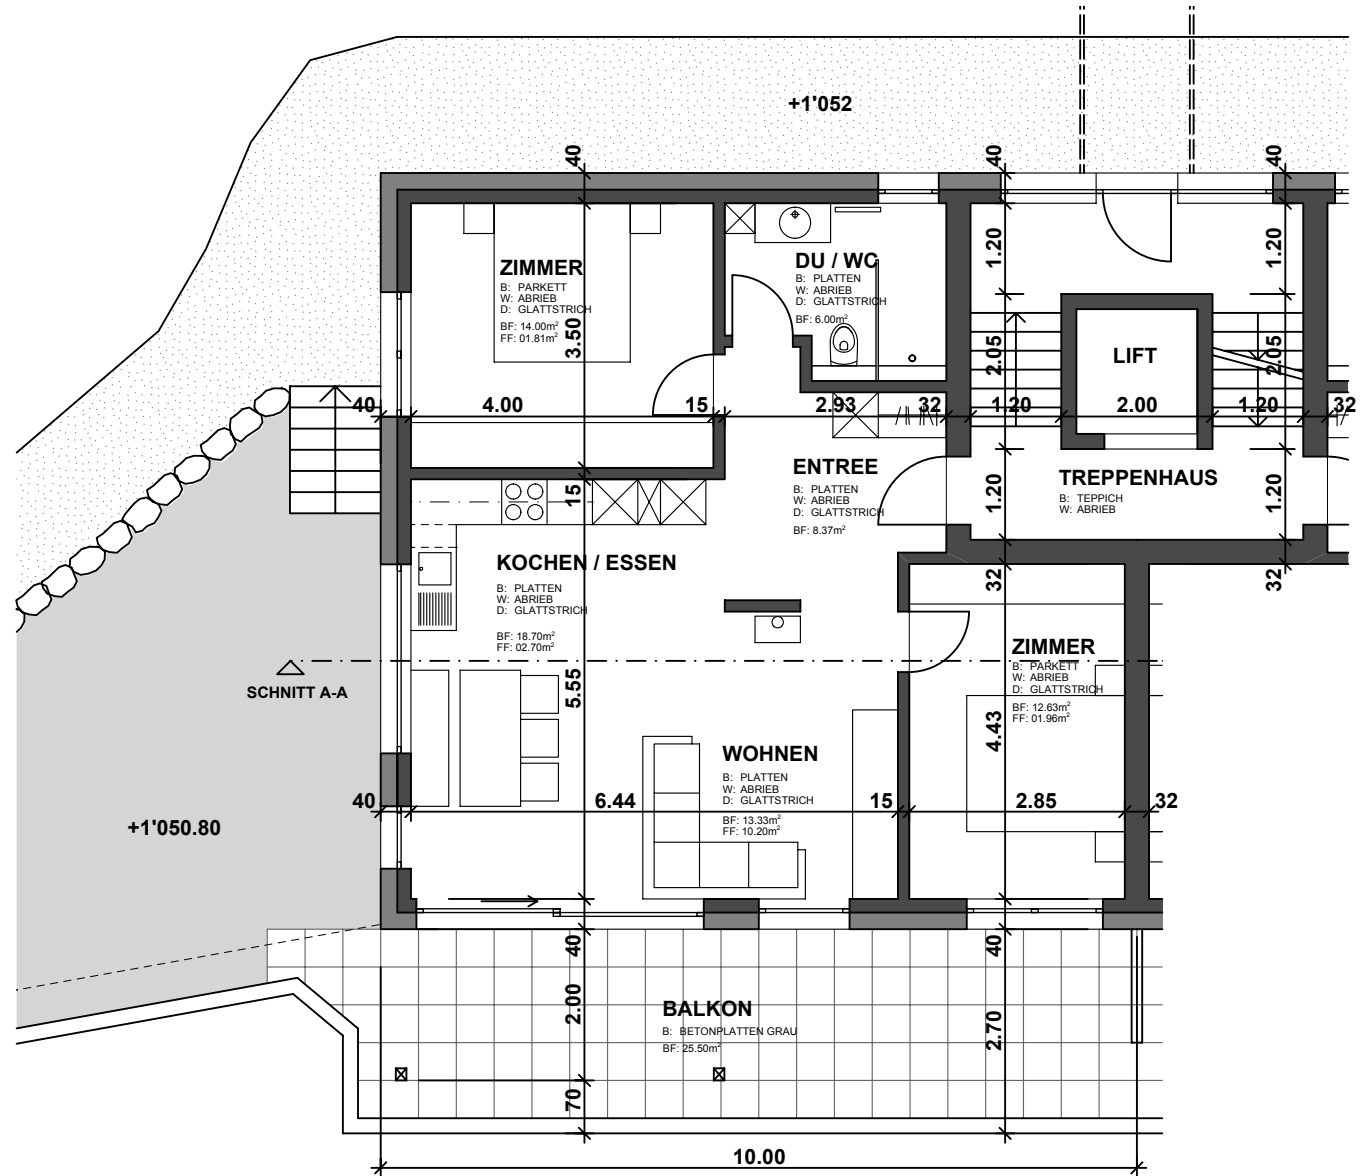 +1'052
40
40
40
ZIMMER
B: PARKETT
W: ABRIEB
D: GLATTSTRICH
BF: 14.00m²
FF: 01.81m²
3.50
DU / WC
B: PLATTEN
W: ABRIEB
D: GLATTSTRICH
BF: 6.00m²
1.20
1.20
2.05
LIFT
2.05
40
4.00
15
2.93
32
1.20
2.00
1.20
32
ENTREE
B: PLATTEN
W: ABRIEB
D: GLATTSTRICH
BF: 8.37m²
15
1.20
TREPPENHAUS
B: TEPPICH
W: ABRIEB
1.20
KOCHEN / ESSEN
B: PLATTEN
W: ABRIEB
D: GLATTSTRICH
BF: 18.70m²
FF: 02.70m²
32
32
ZIMMER
B: PARKETT
W: ABRIEB
D: GLATTSTRICH
BF: 12.63m²
FF: 01.96m²
SCHNITT A-A
5.55
4.43
WOHNEN
B: PLATTEN
W: ABRIEB
D: GLATTSTRICH
BF: 13.33m²
FF: 10.20m²
40
6.44
15
2.85
32
+1'050.80
40
40
2.00
BALKON
B: BETONPLATTEN GRAU
BF: 25.50m²
2.70
70
10.00